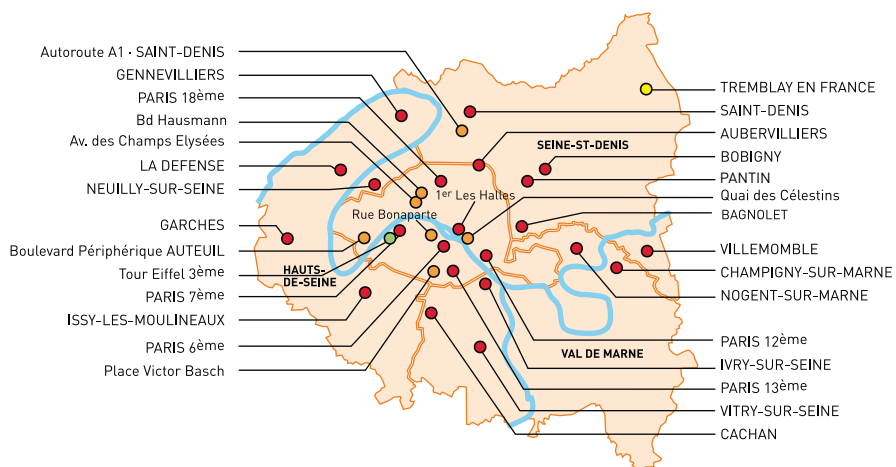 Autoroute A1 · SAINT-DENIS
GENNEVILLIERS
PARIS 18ème
Bd Hausmann
Av. des Champs Elysées
LA DEFENSE
NEUILLY-SUR-SEINE
GARCHES
Boulevard Périphérique AUTEUIL
Tour Eiffel 3ème
PARIS 7ème
ISSY-LES-MOULINEAUX
PARIS 6ème
Place Victor Basch
SEINE-ST-DENIS
1er Les Halles
Rue Bonaparte
HAUTS-
DE-SEINE
VAL DE MARNE
TREMBLAY EN FRANCE
SAINT-DENIS
AUBERVILLIERS
BOBIGNY
PANTIN
Quai des Célestins
BAGNOLET
VILLEMOMBLE
CHAMPIGNY-SUR-MARNE
NOGENT-SUR-MARNE
PARIS 12ème
IVRY-SUR-SEINE
PARIS 13ème
VITRY-SUR-SEINE
CACHAN